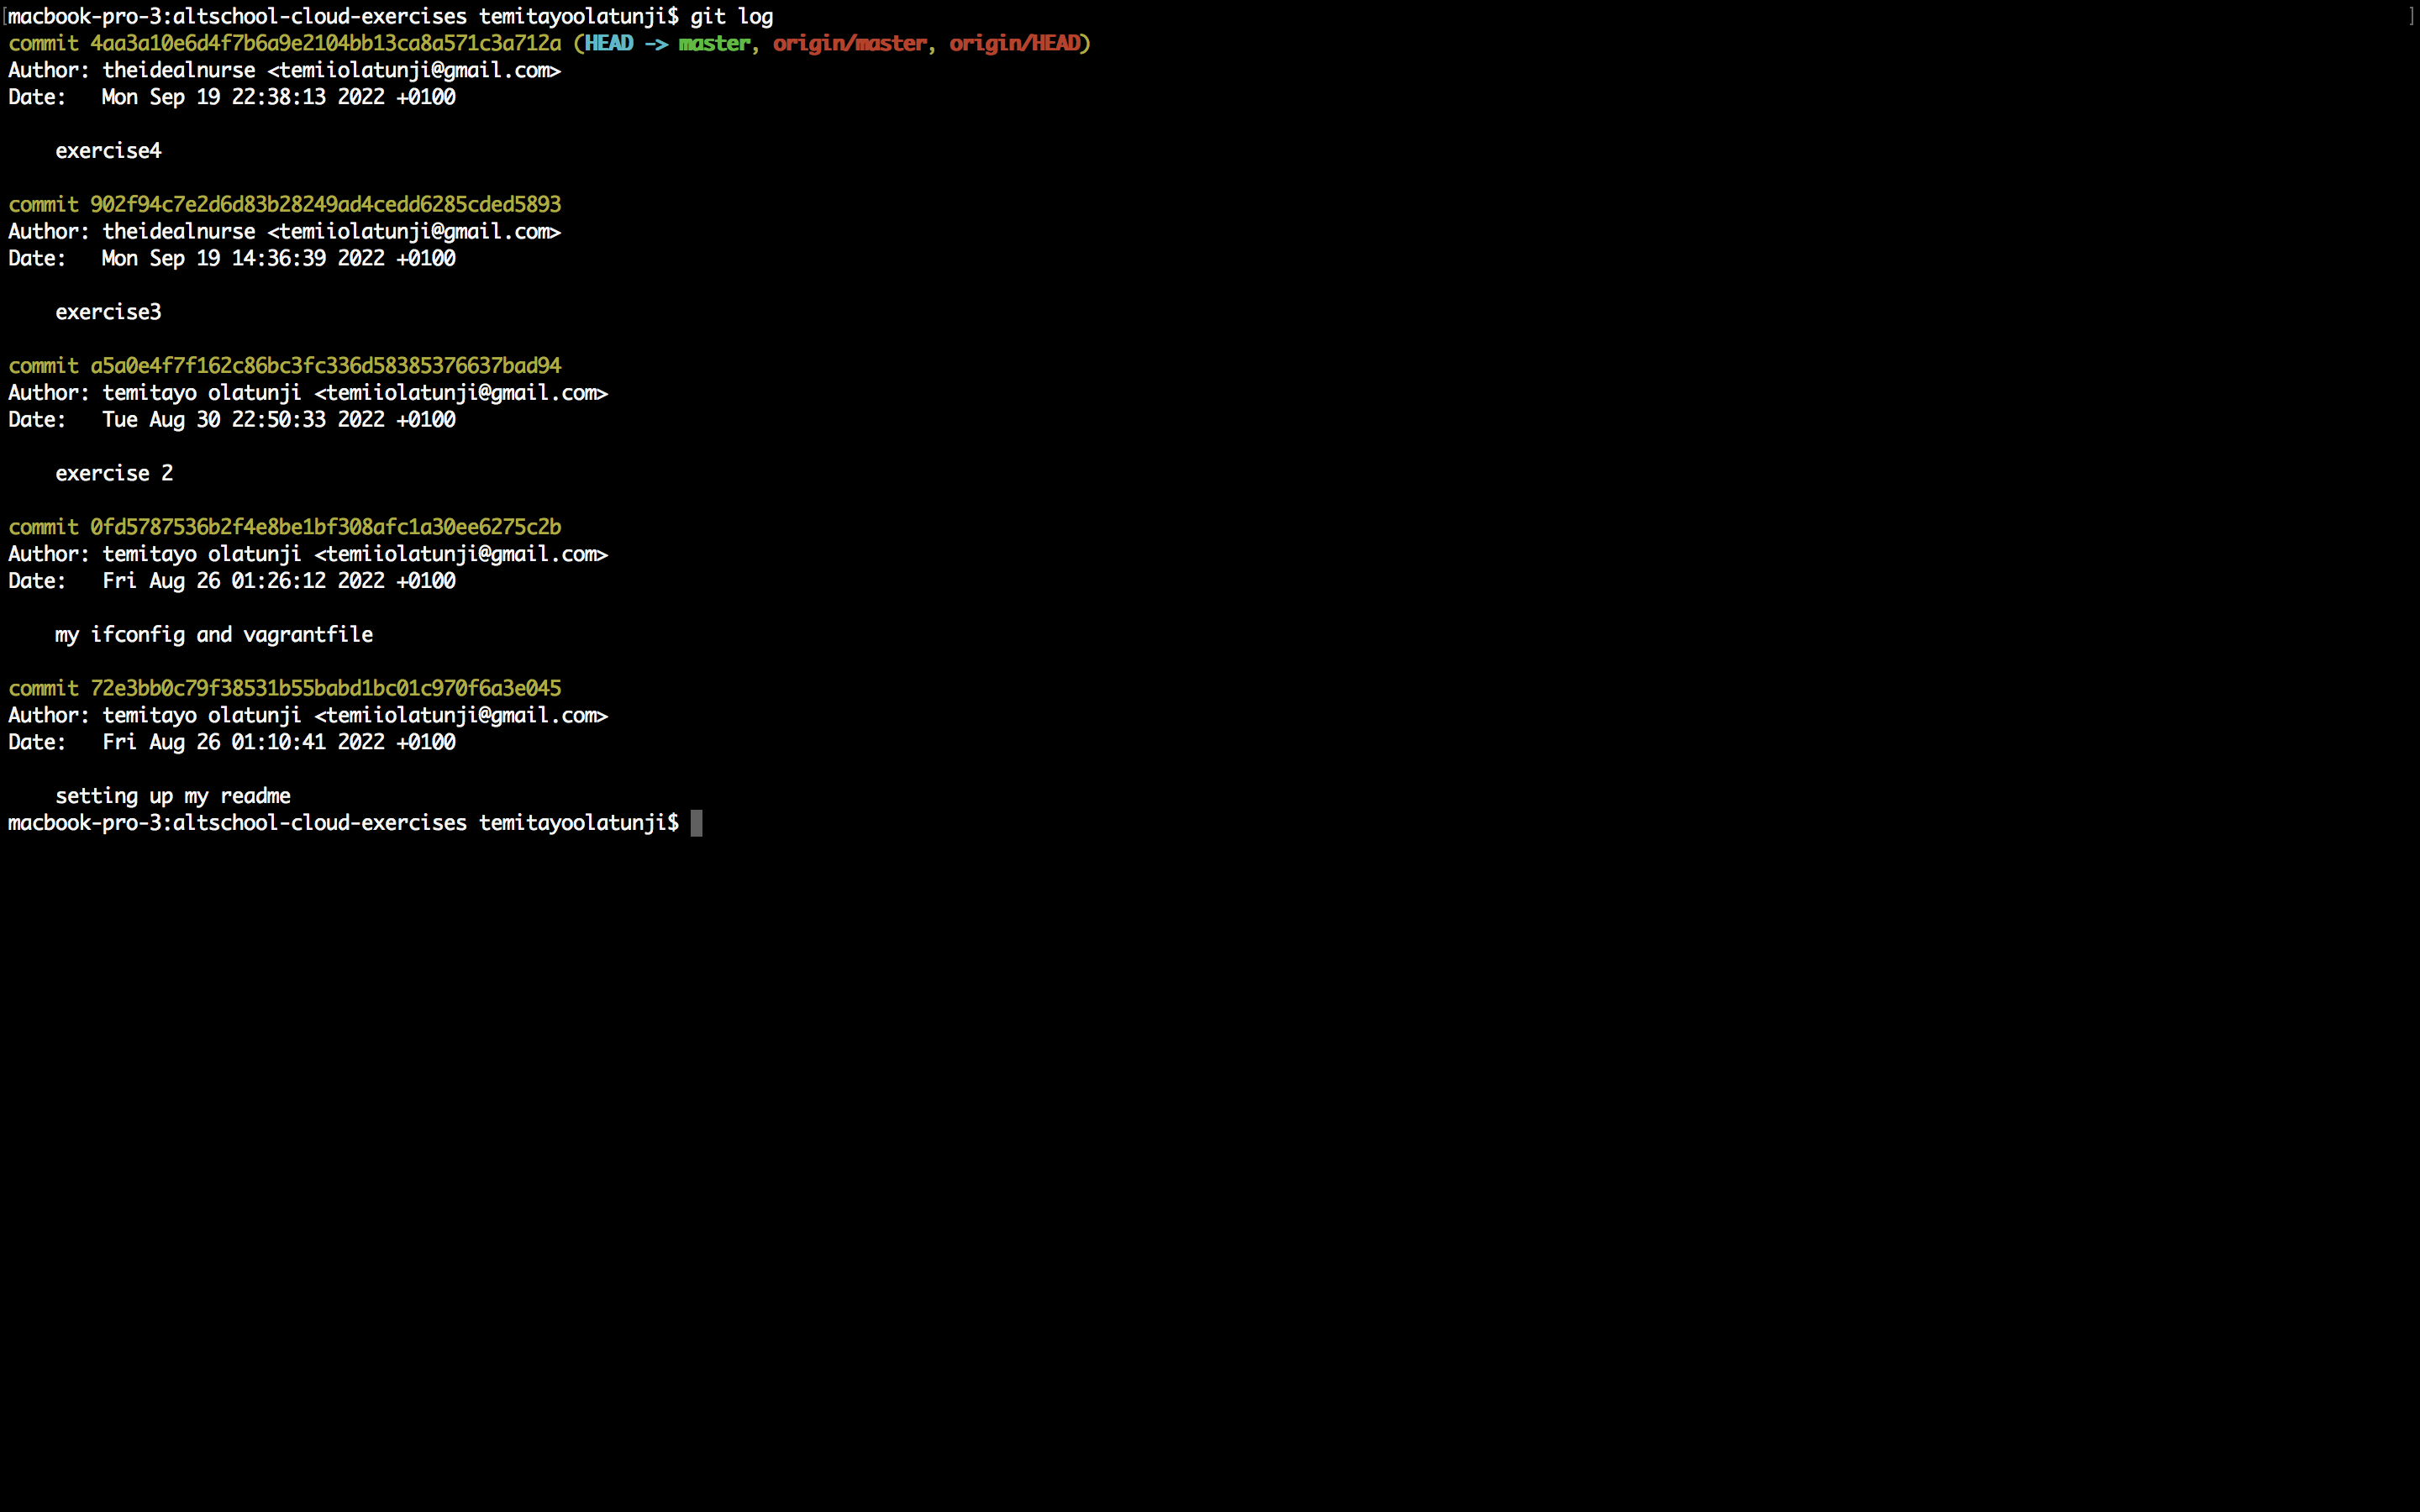 [macbook-pro-3:altschool-cloud-exercises temitayoolatunji$ git log ]
commit 4aa3a10e6d4f7b6a9e2104bb13ca8a571c3a712a (HEAD -> master, origin/master, origin/HEAD)
Author: theidealnurse <temiiolatunji@gmail.com>
Date:   Mon Sep 19 22:38:13 2022 +0100
    exercise4
commit 902f94c7e2d6d83b28249ad4cedd6285cded5893
Author: theidealnurse <temiiolatunji@gmail.com>
Date:   Mon Sep 19 14:36:39 2022 +0100
    exercise3
commit a5a0e4f7f162c86bc3fc336d58385376637bad94
Author: temitayo olatunji <temiiolatunji@gmail.com>
Date:   Tue Aug 30 22:50:33 2022 +0100
    exercise 2
commit 0fd5787536b2f4e8be1bf308afc1a30ee6275c2b
Author: temitayo olatunji <temiiolatunji@gmail.com>
Date:   Fri Aug 26 01:26:12 2022 +0100
    my ifconfig and vagrantfile
commit 72e3bb0c79f38531b55babd1bc01c970f6a3e045
Author: temitayo olatunji <temiiolatunji@gmail.com>
Date:   Fri Aug 26 01:10:41 2022 +0100
    setting up my readme
macbook-pro-3:altschool-cloud-exercises temitayoolatunji$